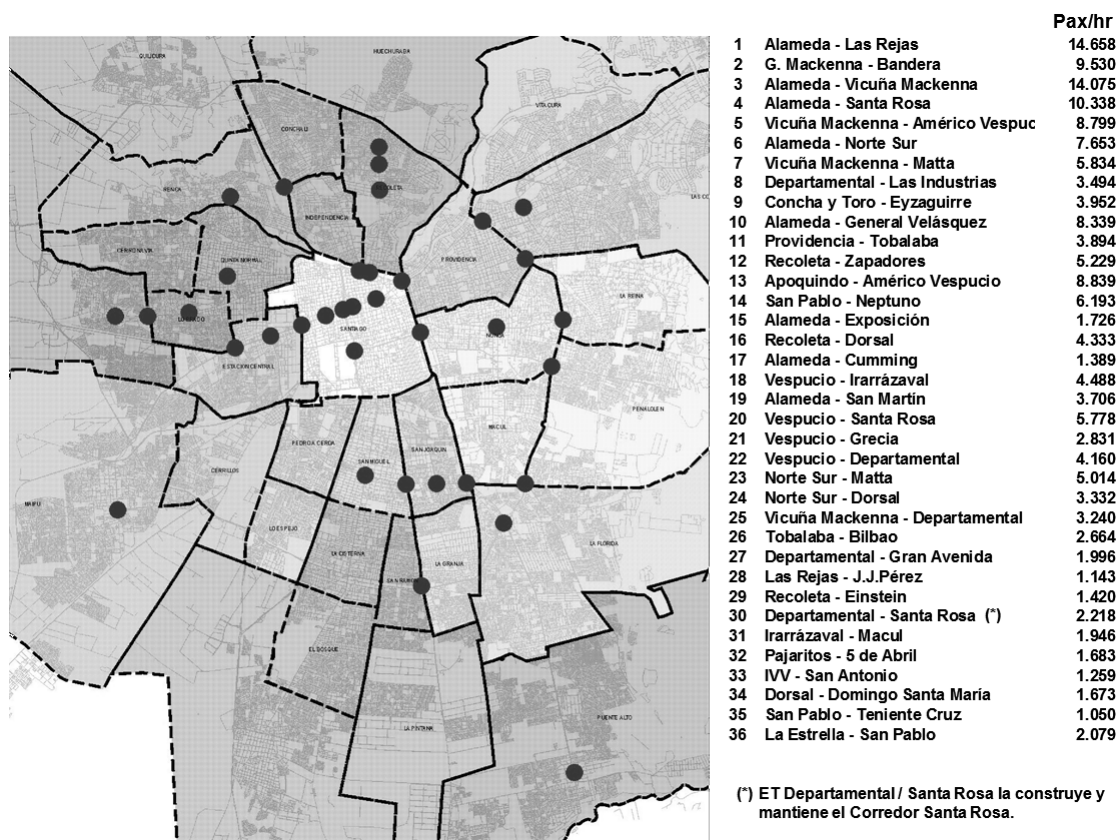 QUILICURA
HUECHURABA
VITACURA
CONCHALI
RENCA
RECOLETA
INDEPENDENCIA
CERRO NAVIA
QUINTA NORMAL
PROVIDENCIA
LA REINA
SANTIAGO
ESTACION CENTRAL
PEÑALOLEN
MACUL
PEDRO A CERDA
SAN JOAQUIN
SAN MIGUEL
CERRILLOS
MAIPU
LO ESPEJO
LA CISTERNA
LA GRANJA
LA FLORIDA
EL BOSQUE
PUENTE ALTO
LA PINTANA
Pax/hr
1 Alameda - Las Rejas 14.658
2 G. Mackenna - Bandera 9.530
3 Alameda - Vicuña Mackenna 14.075
4 Alameda - Santa Rosa 10.338
5 Vicuña Mackenna - Américo Vespuc 8.799
6 Alameda - Norte Sur 7.653
7 Vicuña Mackenna - Matta 5.834
8 Departamental - Las Industrias 3.494
9 Concha y Toro - Eyzaguirre 3.952
10 Alameda - General Velásquez 8.339
11 Providencia - Tobalaba 3.894
12 Recoleta - Zapadores 5.229
13 Apoquindo - Américo Vespucio 8.839
14 San Pablo - Neptuno 6.193
15 Alameda - Exposición 1.726
16 Recoleta - Dorsal 4.333
17 Alameda - Cumming 1.389
18 Vespucio - Irarrázaval 4.488
19 Alameda - San Martín 3.706
20 Vespucio - Santa Rosa 5.778
21 Vespucio - Grecia 2.831
22 Vespucio - Departamental 4.160
23 Norte Sur - Matta 5.014
24 Norte Sur - Dorsal 3.332
25 Vicuña Mackenna - Departamental 3.240
26 Tobalaba - Bilbao 2.664
27 Departamental - Gran Avenida 1.996
28 Las Rejas - J.J.Pérez 1.143
29 Recoleta - Einstein 1.420
30 Departamental - Santa Rosa (*) 2.218
31 Irarrázaval - Macul 1.946
32 Pajaritos - 5 de Abril 1.683
33 IVV - San Antonio 1.259
34 Dorsal - Domingo Santa María 1.673
35 San Pablo - Teniente Cruz 1.050
36 La Estrella - San Pablo 2.079
(*) ET Departamental / Santa Rosa la construye y
mantiene el Corredor Santa Rosa.